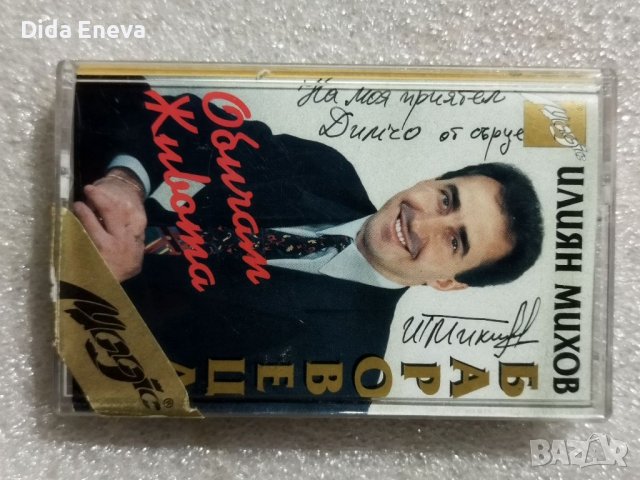 Dida Eneva
На моя приятел
Димчо от сърце
Обичам
Живота
ИЛИЯН МИХОВ
БАРОВЕЦА
BAZAR